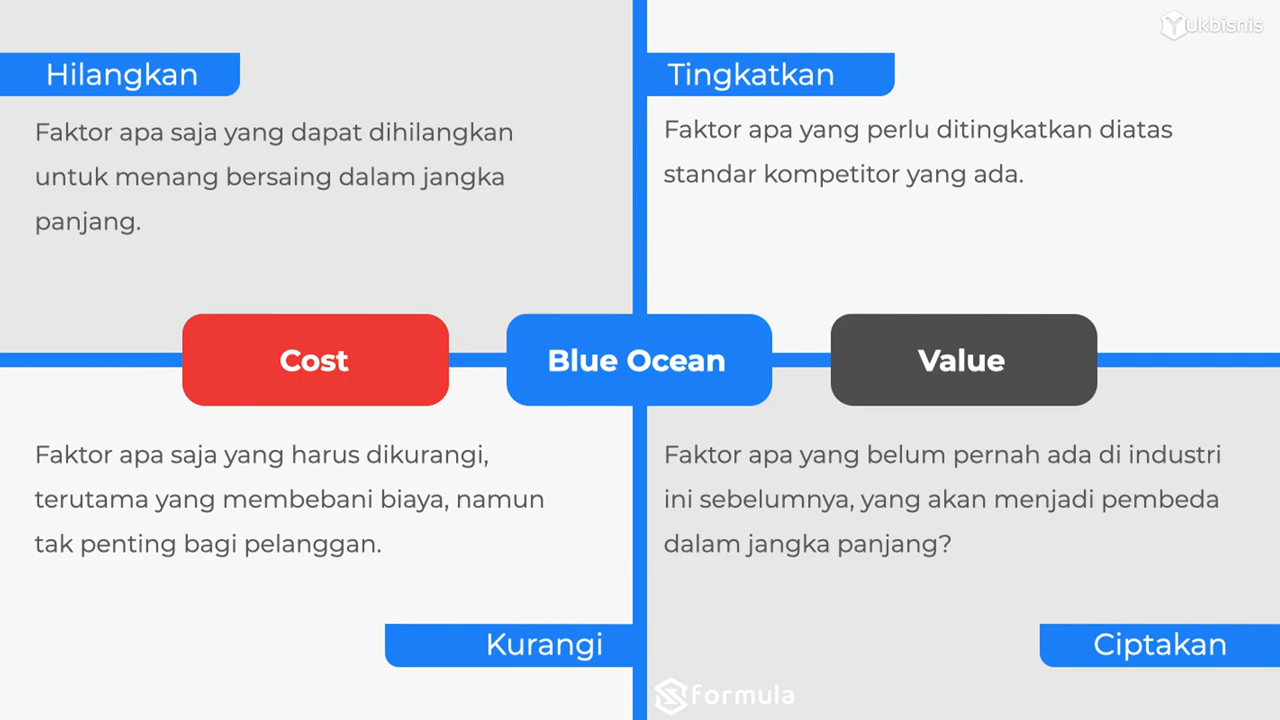 Yukbisnis
Hilangkan
Faktor apa saja yang dapat dihilangkan
untuk menang bersaing dalam jangka
panjang.
Tingkatkan
Faktor apa yang perlu ditingkatkan diatas
standar kompetitor yang ada.
Cost
Blue Ocean
Value
Faktor apa saja yang harus dikurangi,
terutama yang membebani biaya, namun
tak penting bagi pelanggan.
Kurangi
Faktor apa yang belum pernah ada di industri
ini sebelumnya, yang akan menjadi pembeda
dalam jangka panjang?
Ciptakan
formula